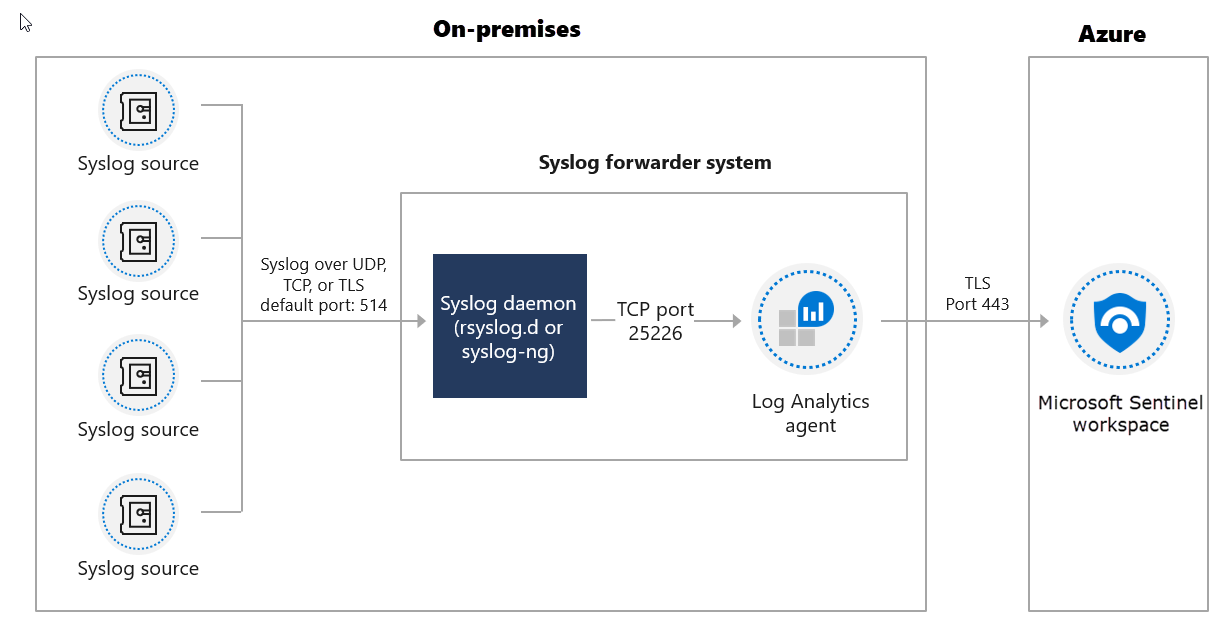 On-premises
Azure
Syslog source
Syslog forwarder system
Syslog source
Syslog over UDP,
TCP, or TLS
default port: 514
Syslog daemon
(rsyslog.d or
syslog-ng)
TCP port
25226
TLS
Port 443
Log Analytics
agent
Microsoft Sentinel
workspace
Syslog source
Syslog source